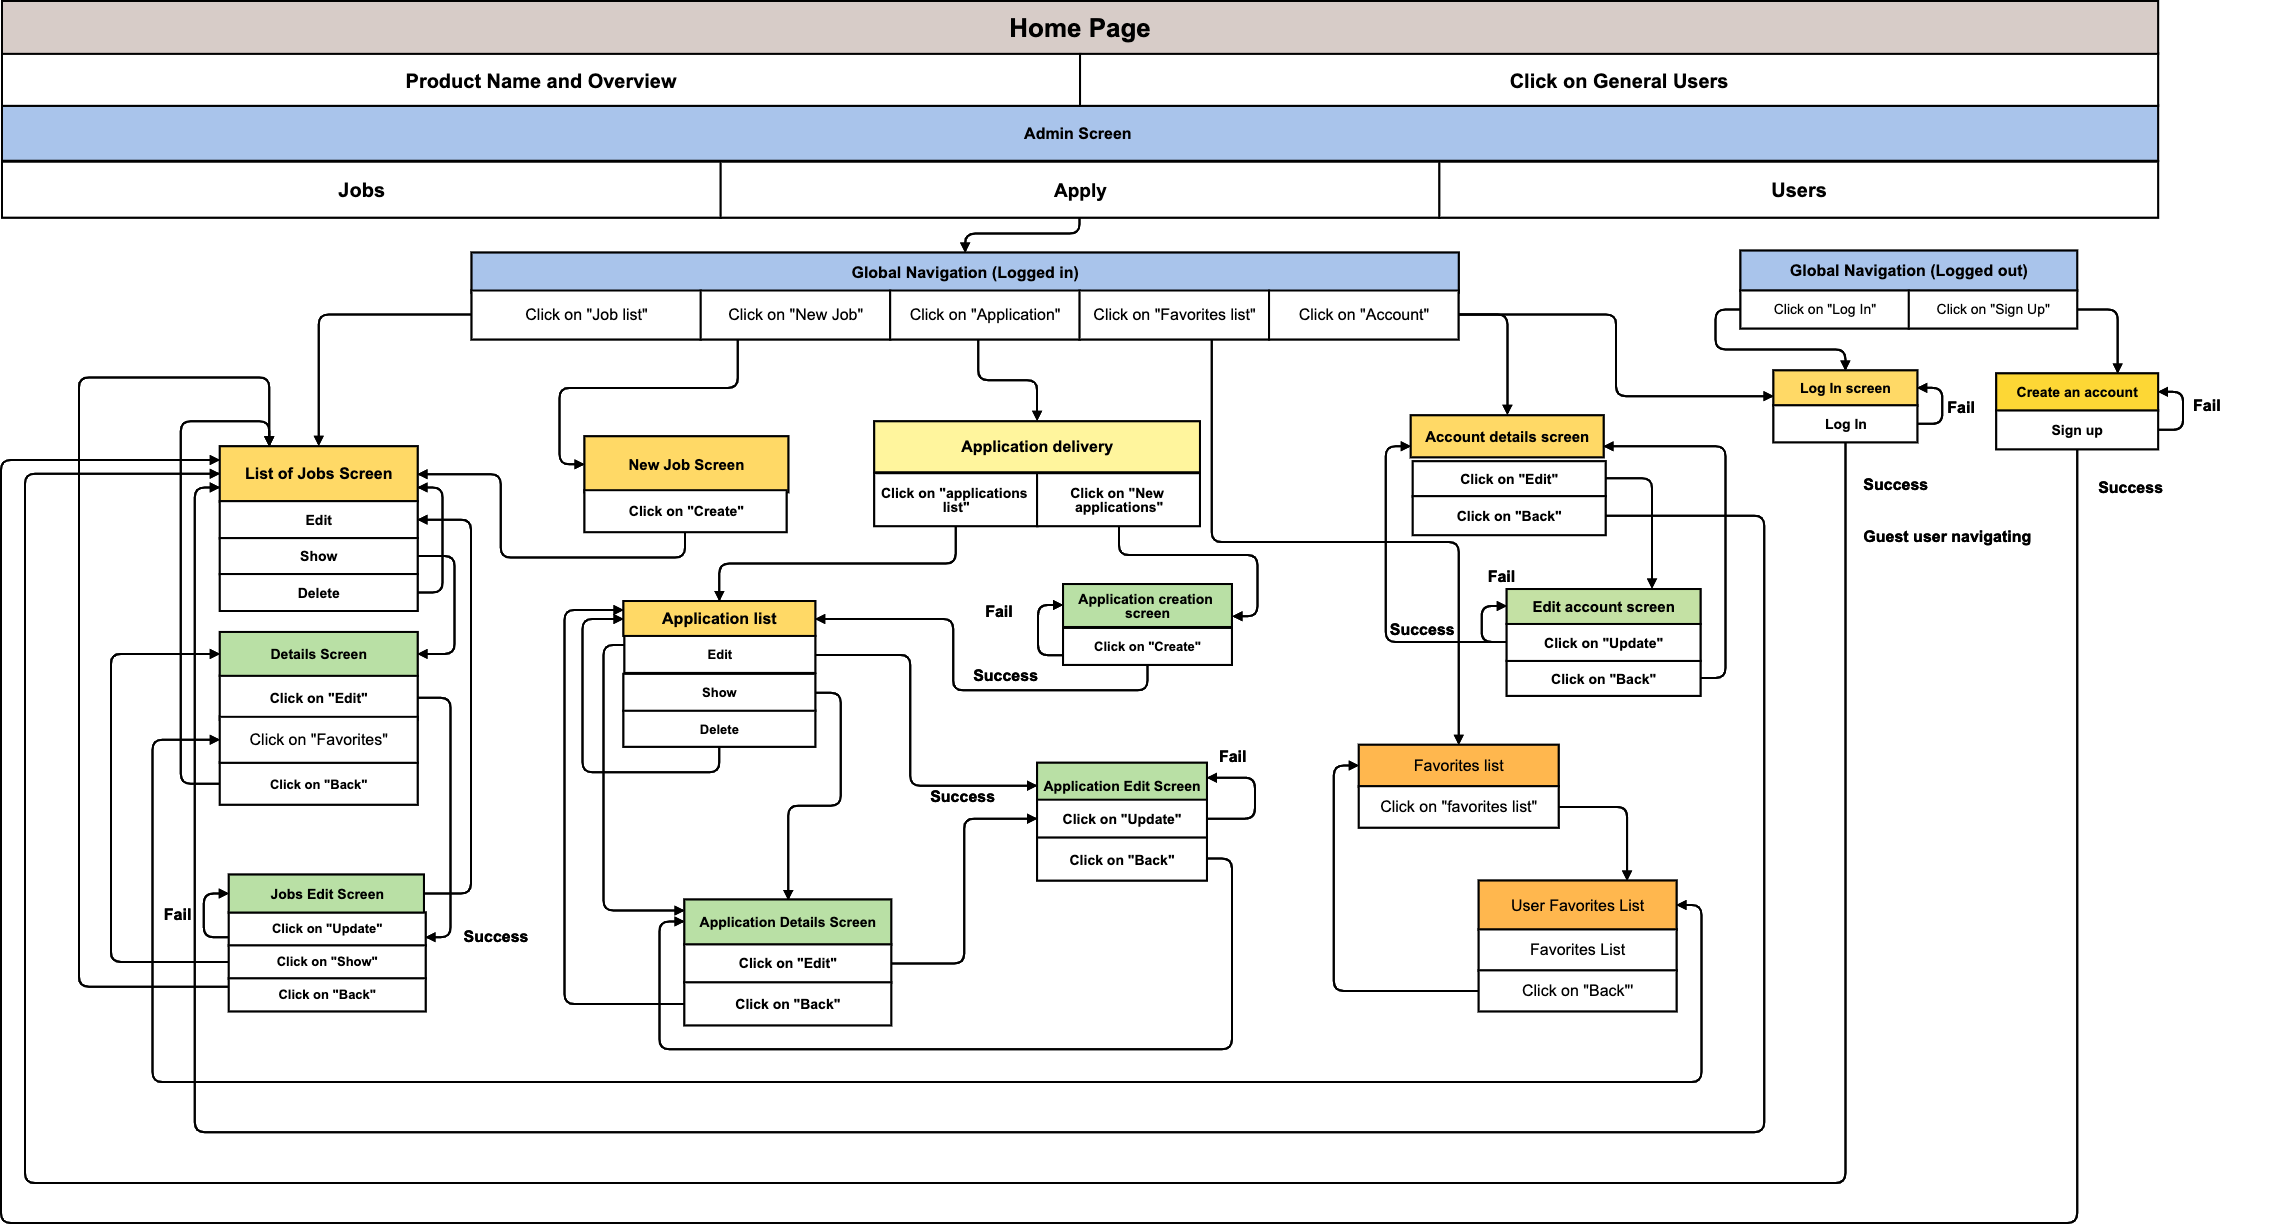 Home Page
Product Name and Overview
Click on General Users
Admin Screen
Jobs
Apply
Users
Global Navigation (Logged in)
Click on "Job list"
Click on "New Job"
Click on "Application"
Click on "Favorites list"
Click on "Account"
Global Navigation (Logged out)
Click on "Log In"
Click on "Sign Up"
Log In screen
Log In
Fail
Create an account
Sign up
Fail
Success
Success
Guest user navigating
List of Jobs Screen
Edit
Show
Delete
New Job Screen
Click on "Create"
Application delivery
Click on "applications
list"
Click on "New
applications"
Account details screen
Click on "Edit"
Click on "Back"
Fail
Edit account screen
Click on "Update"
Click on "Back"
Success
Details Screen
Click on "Edit"
Click on "Favorites"
Click on "Back"
Application list
Edit
Show
Delete
Fail
Application creation
screen
Click on "Create"
Success
Fail
Application Edit Screen
Click on "Update"
Click on "Back"
Success
Favorites list
Click on "favorites list"
Jobs Edit Screen
Click on "Update"
Click on "Show"
Click on "Back"
Fail
Success
Application Details Screen
Click on "Edit"
Click on "Back"
User Favorites List
Favorites List
Click on "Back"'